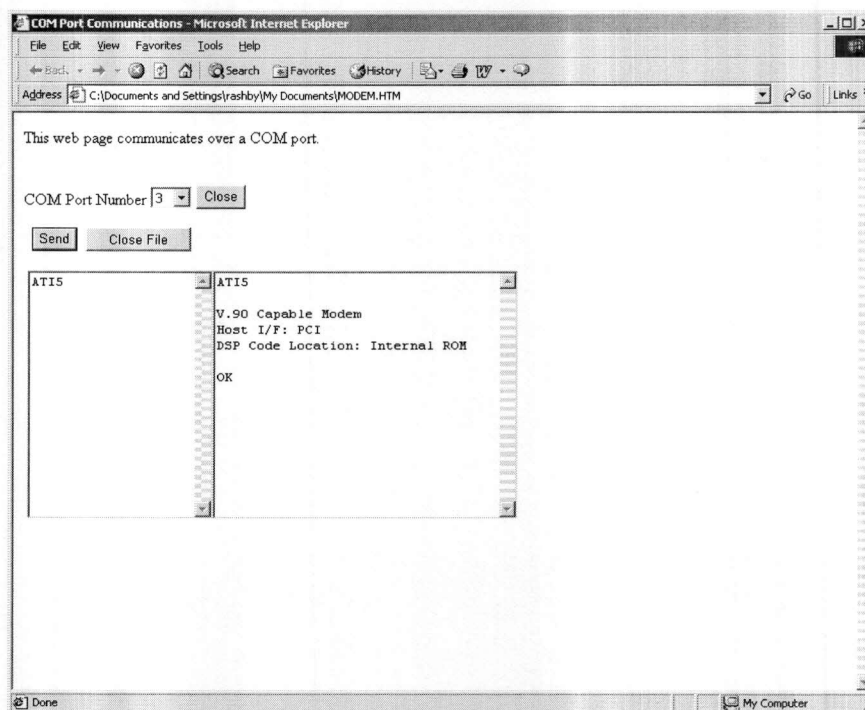 COM Port Communications - Microsoft Internet Explorer
File Edit View Favorites Tools Help
Back Search Favorites History
Address C:\Documents and Settings\rashby\My Documents\MODEM.HTM Go Links
This web page communicates over a COM port.
COM Port Number 3 Close
Send Close File
ATI5
ATI5
V.90 Capable Modem
Host I/F: PCI
DSP Code Location: Internal ROM
OK
Done My Computer